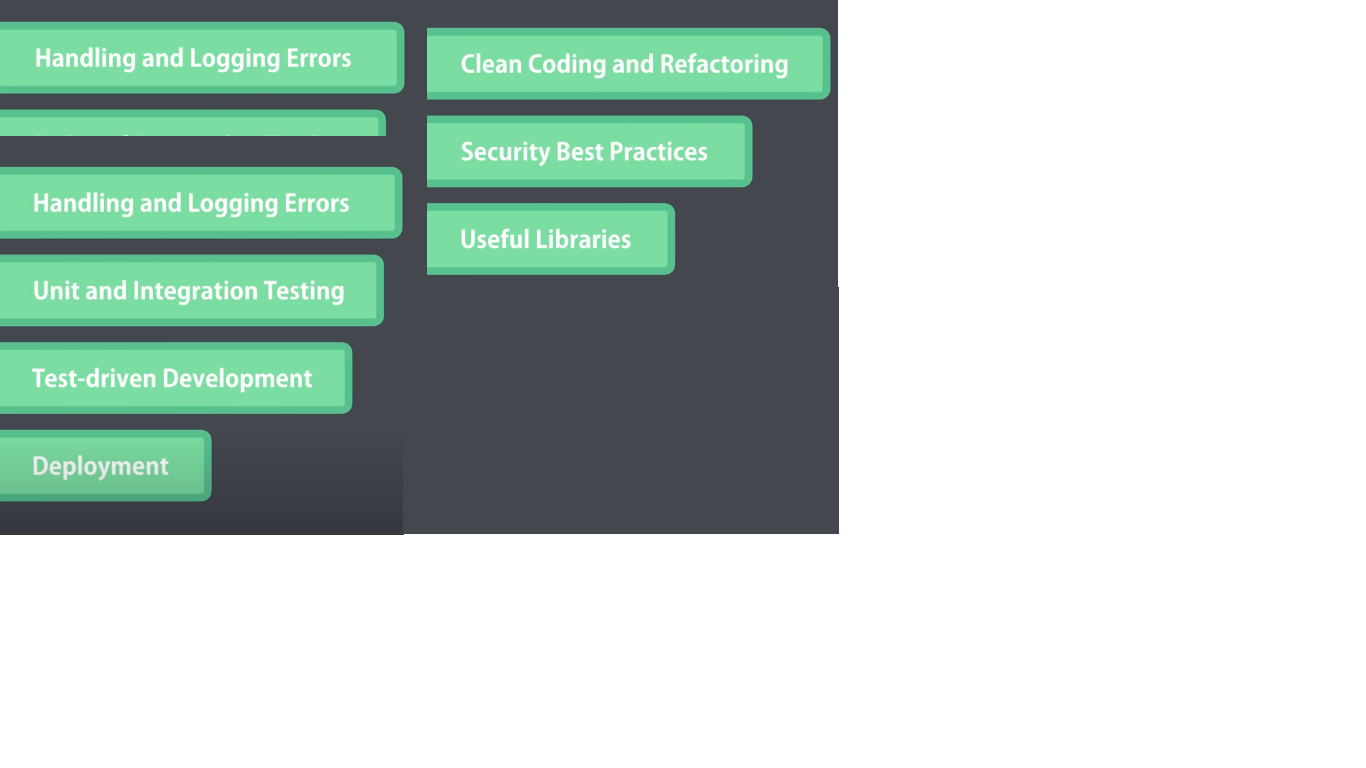 Handling and Logging Errors
Handling and Logging Errors
Unit and Integration Testing
Test-driven Development
Deployment
Clean Coding and Refactoring
Security Best Practices
Useful Libraries